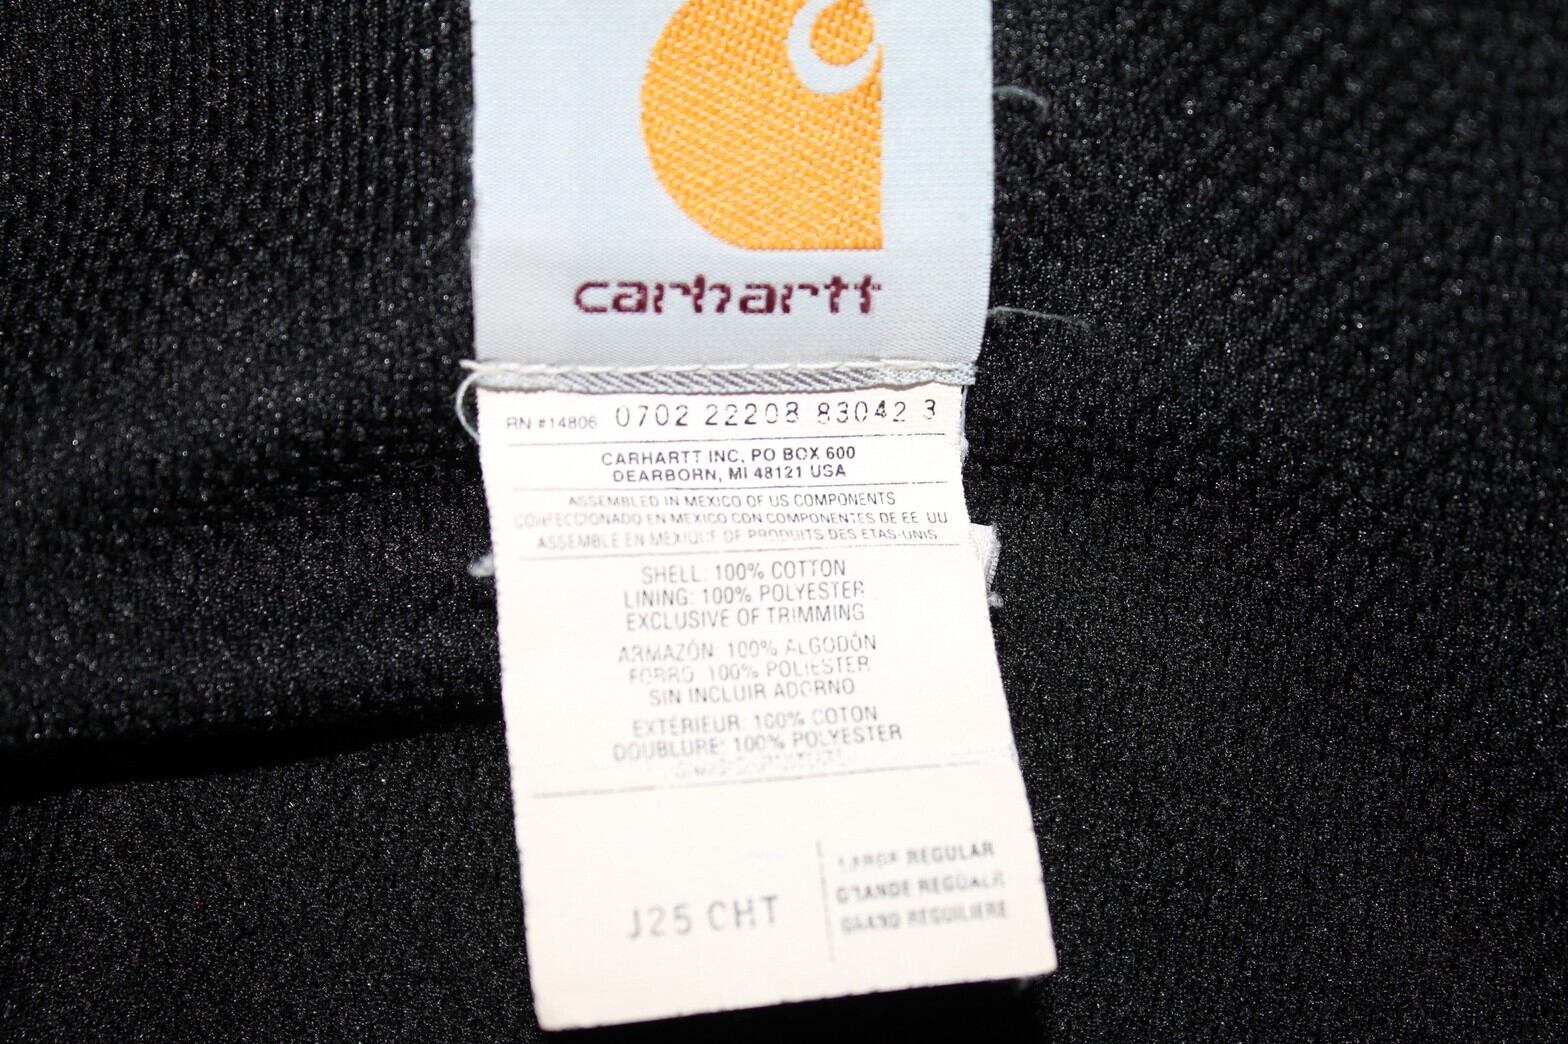 carhartt
RN #14806 0702 22208 83042 3
CARHARTT INC. PO BOX 600
DEARBORN, MI 48121 USA
ASSEMBLED IN MEXICO OF US COMPONENTS
CONFECCIONADO EN MEXICO CON COMPONENTES DE EE UU
ASSEMBLE EN MEXIQUE DE PRODUITS DES ETAS-UNIS
SHELL: 100% COTTON
LINING: 100% POLYESTER
EXCLUSIVE OF TRIMMING
ARMAZÓN 100% ALGODÓN
FORRO 100% POLIESTER
SIN INCLUIR ADORNO
EXTÉRIEUR: 100% COTON
DOUBLURE: 100% POLYESTER
J25 CHT
LARGE REGULAR
GRANDE REGULAR
GRAND REGULIERE